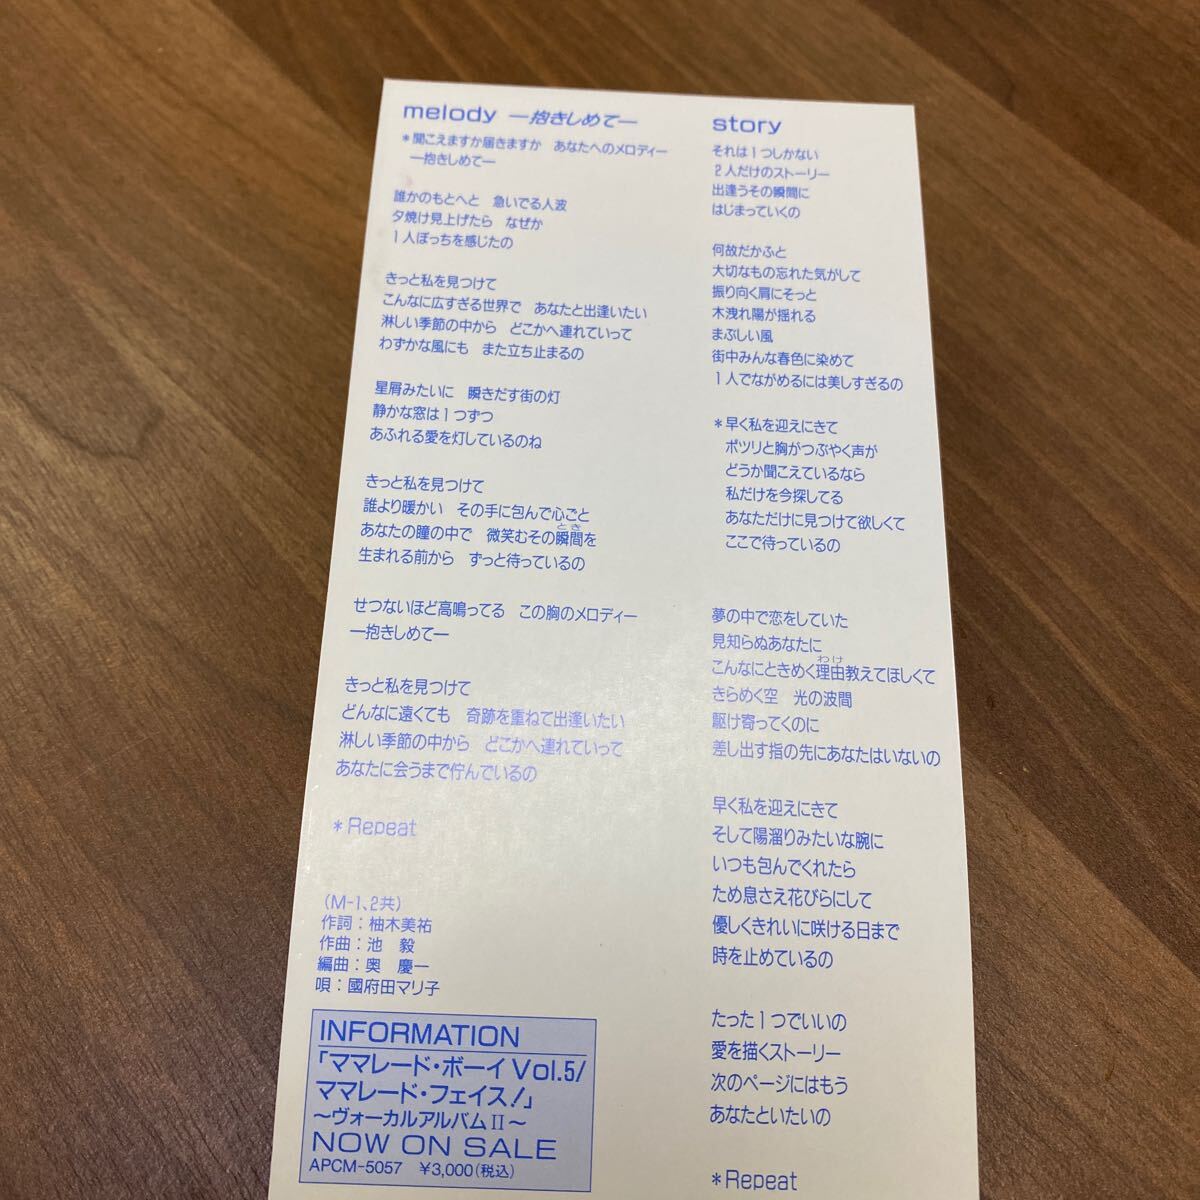 melody ―抱きしめて―
*聞こえますか届きますか　あなたへのメロディー
―抱きしめて―
誰かのもとへと　急いでる人波
夕焼け見上げたら　なぜか
1人ぼっちを感じたの
きっと私を見つけて
こんなに広すぎる世界で　あなたと出逢いたい
淋しい季節の中から　どこかへ連れていって
わずかな風にも　また立ち止まるの
星屑みたいに　瞬きだす街の灯
静かな窓は1つずつ
あふれる愛を灯しているのね
きっと私を見つけて
誰より暖かい　その手に包んで心ごと
とき
あなたの瞳の中で　微笑むその瞬間を
生まれる前から　ずっと待っているの
せつないほど高鳴ってる　この胸のメロディー
―抱きしめて―
きっと私を見つけて
どんなに遠くても　奇跡を重ねて出逢いたい
淋しい季節の中から　どこかへ連れていって
あなたに会うまで佇んでいるの
*Repeat
(M-1、2共)
作詞：柚木美祐
作曲：池　毅
編曲：奥　慶一
唄：國府田マリ子
INFORMATION
「ママレード・ボーイ Vol.5/
ママレード・フェイス!」
～ヴォーカルアルバムⅡ～
NOW ON SALE
APCM-5057　¥3,000(税込)
story
それは1つしかない
2人だけのストーリー
出逢うその瞬間に
はじまっていくの
何故だかふと
大切なもの忘れた気がして
振り向く肩にそっと
木洩れ陽が揺れる
まぶしい風
街中みんな春色に染めて
1人でながめるには美しすぎるの
*早く私を迎えにきて
ポツリと胸がつぶやく声が
どうか聞こえているなら
私だけを今探してる
あなただけに見つけて欲しくて
ここで待っているの
夢の中で恋をしていた
見知らぬあなたに
わけ
こんなにときめく理由教えてほしくて
きらめく空　光の波間
駆け寄ってくのに
差し出す指の先にあなたはいないの
早く私を迎えにきて
そして陽溜りみたいな腕に
いつも包んでくれたら
ため息さえ花びらにして
優しくきれいに咲ける日まで
時を止めているの
たった1つでいいの
愛を描くストーリー
次のページにはもう
あなたといたいの
*Repeat